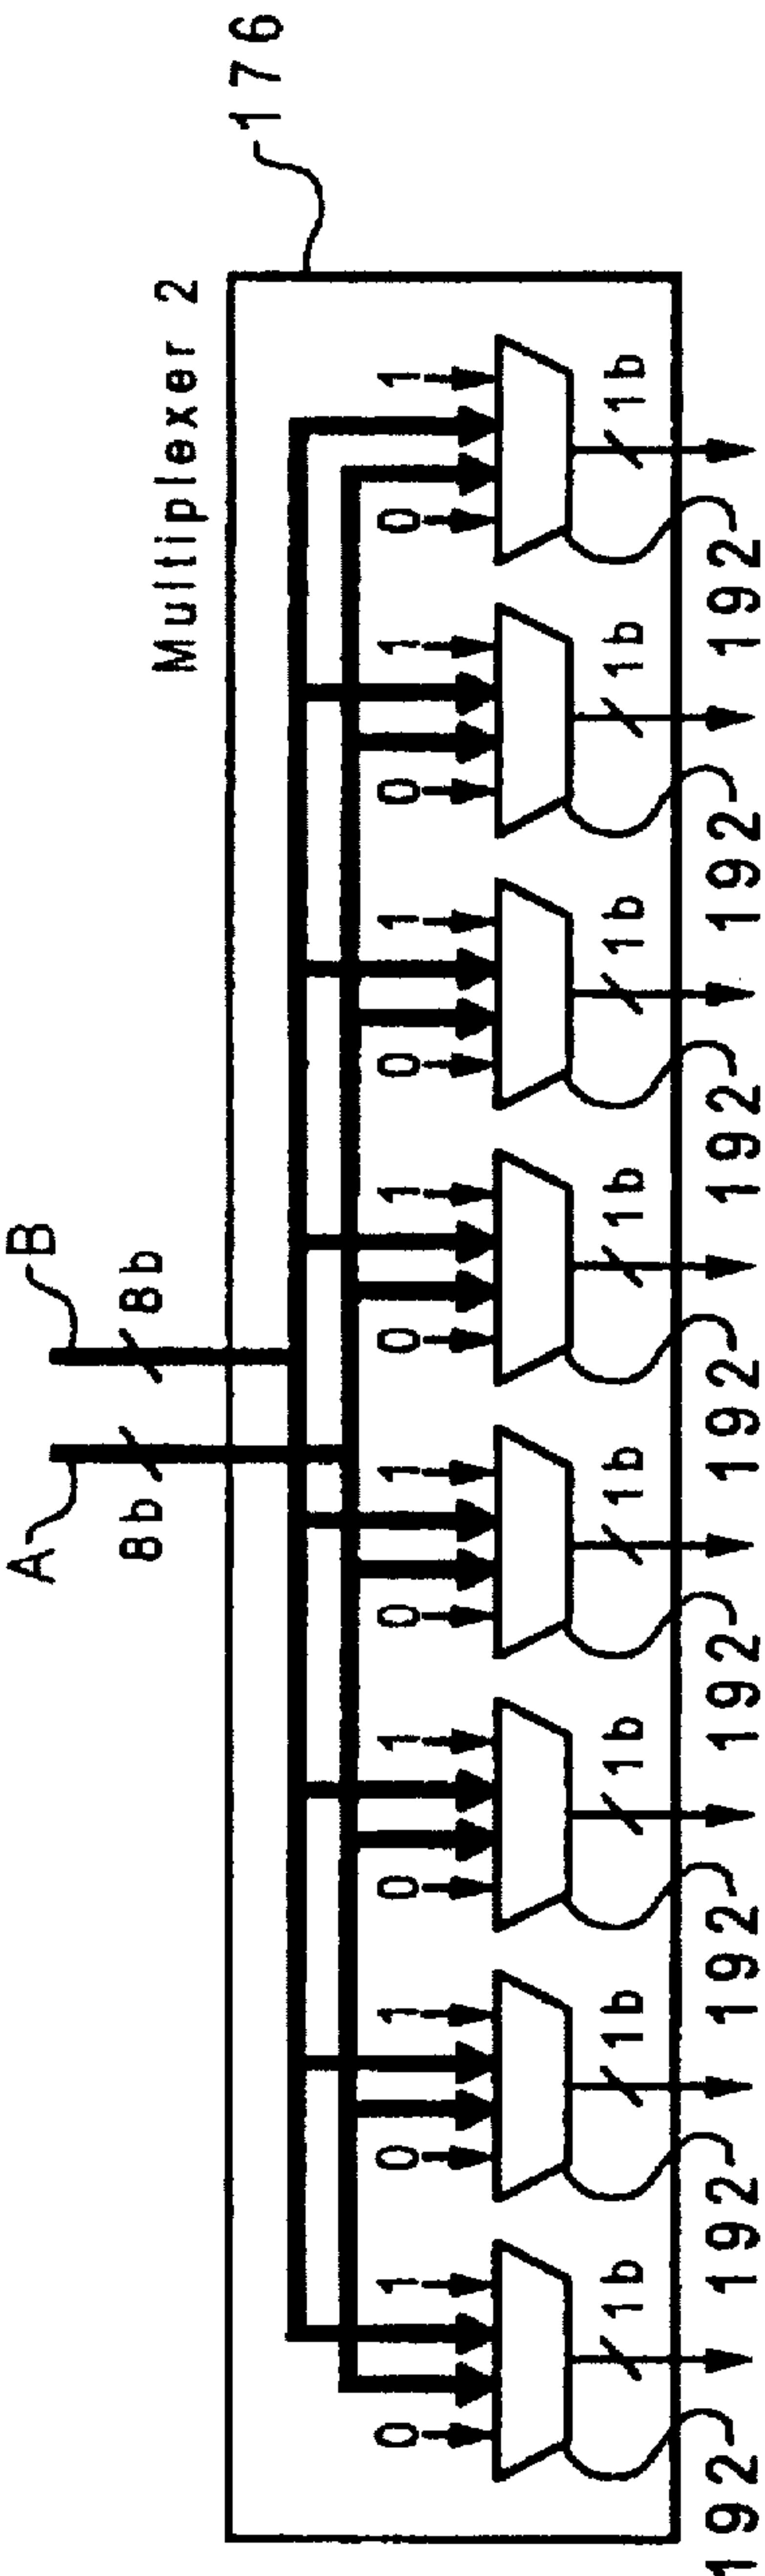 A B
8b 8b
Multiplexer 2
176
0 1 0 1 0 1 0 1 0 1 0 1 0 1 0 1
1b 1b 1b 1b 1b 1b 1b 1b
192 192 192 192 192 192 192 192